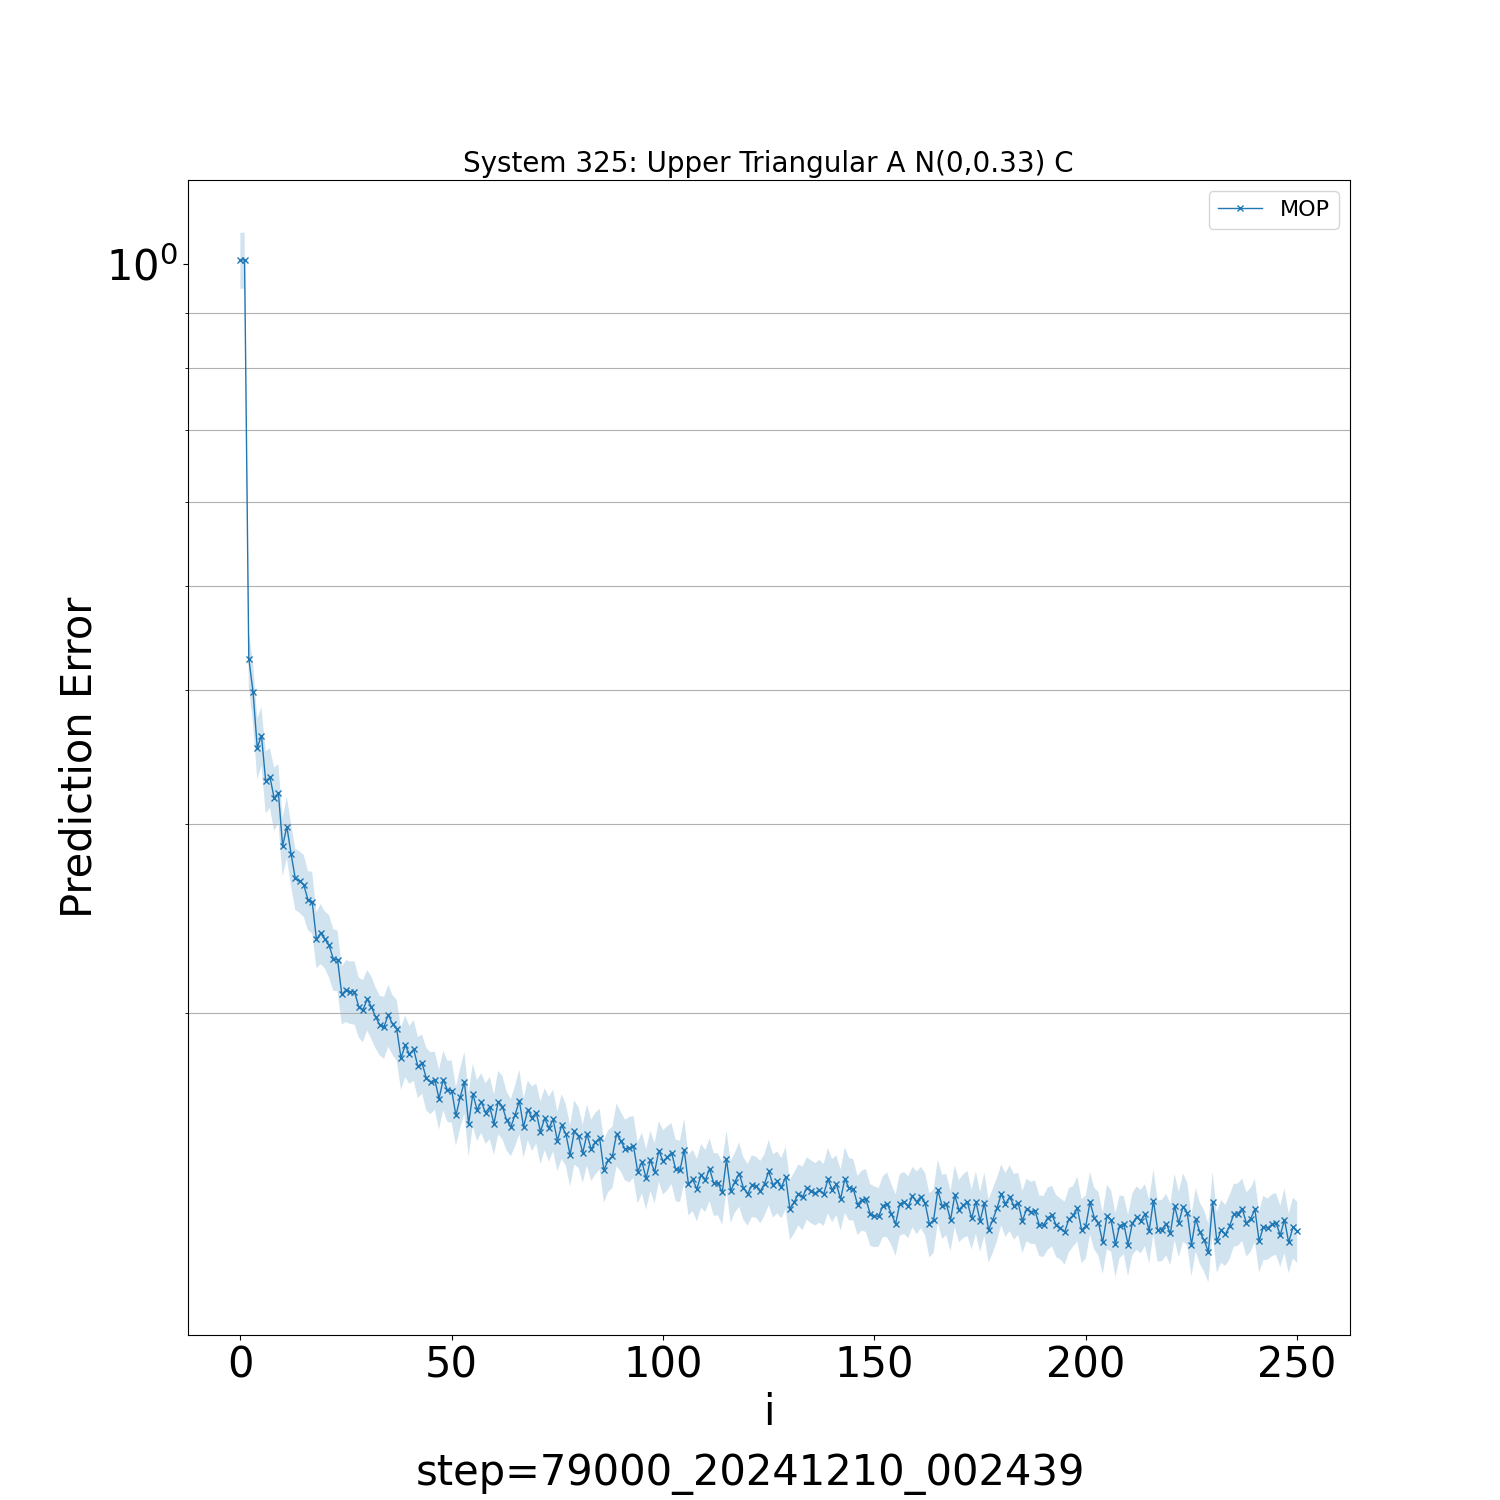 System 325: Upper Triangular A N(0,0.33) C
MOP
10⁰
Prediction Error
0 50 100 150 200 250
i
step=79000_20241210_002439